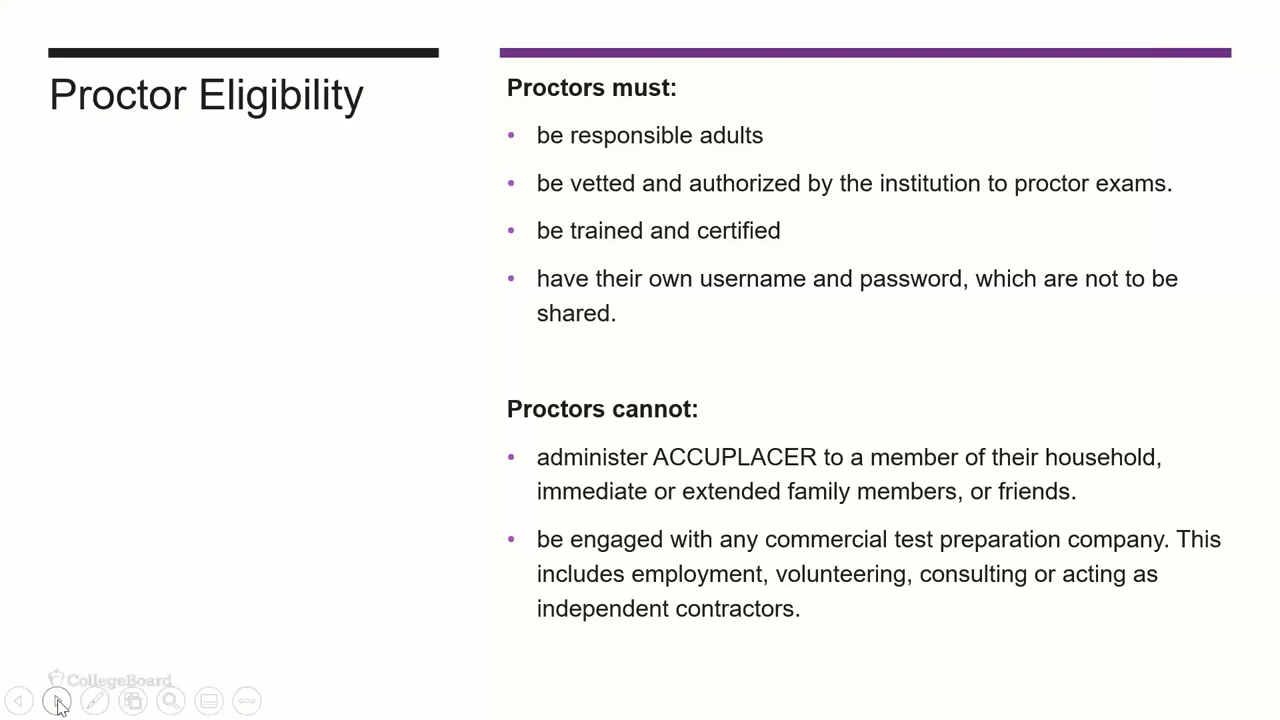 Proctor Eligibility
Proctors must:
• be responsible adults
• be vetted and authorized by the institution to proctor exams.
• be trained and certified
• have their own username and password, which are not to be
shared.
Proctors cannot:
• administer ACCUPLACER to a member of their household,
immediate or extended family members, or friends.
• be engaged with any commercial test preparation company. This
includes employment, volunteering, consulting or acting as
independent contractors.
CollegeBoard